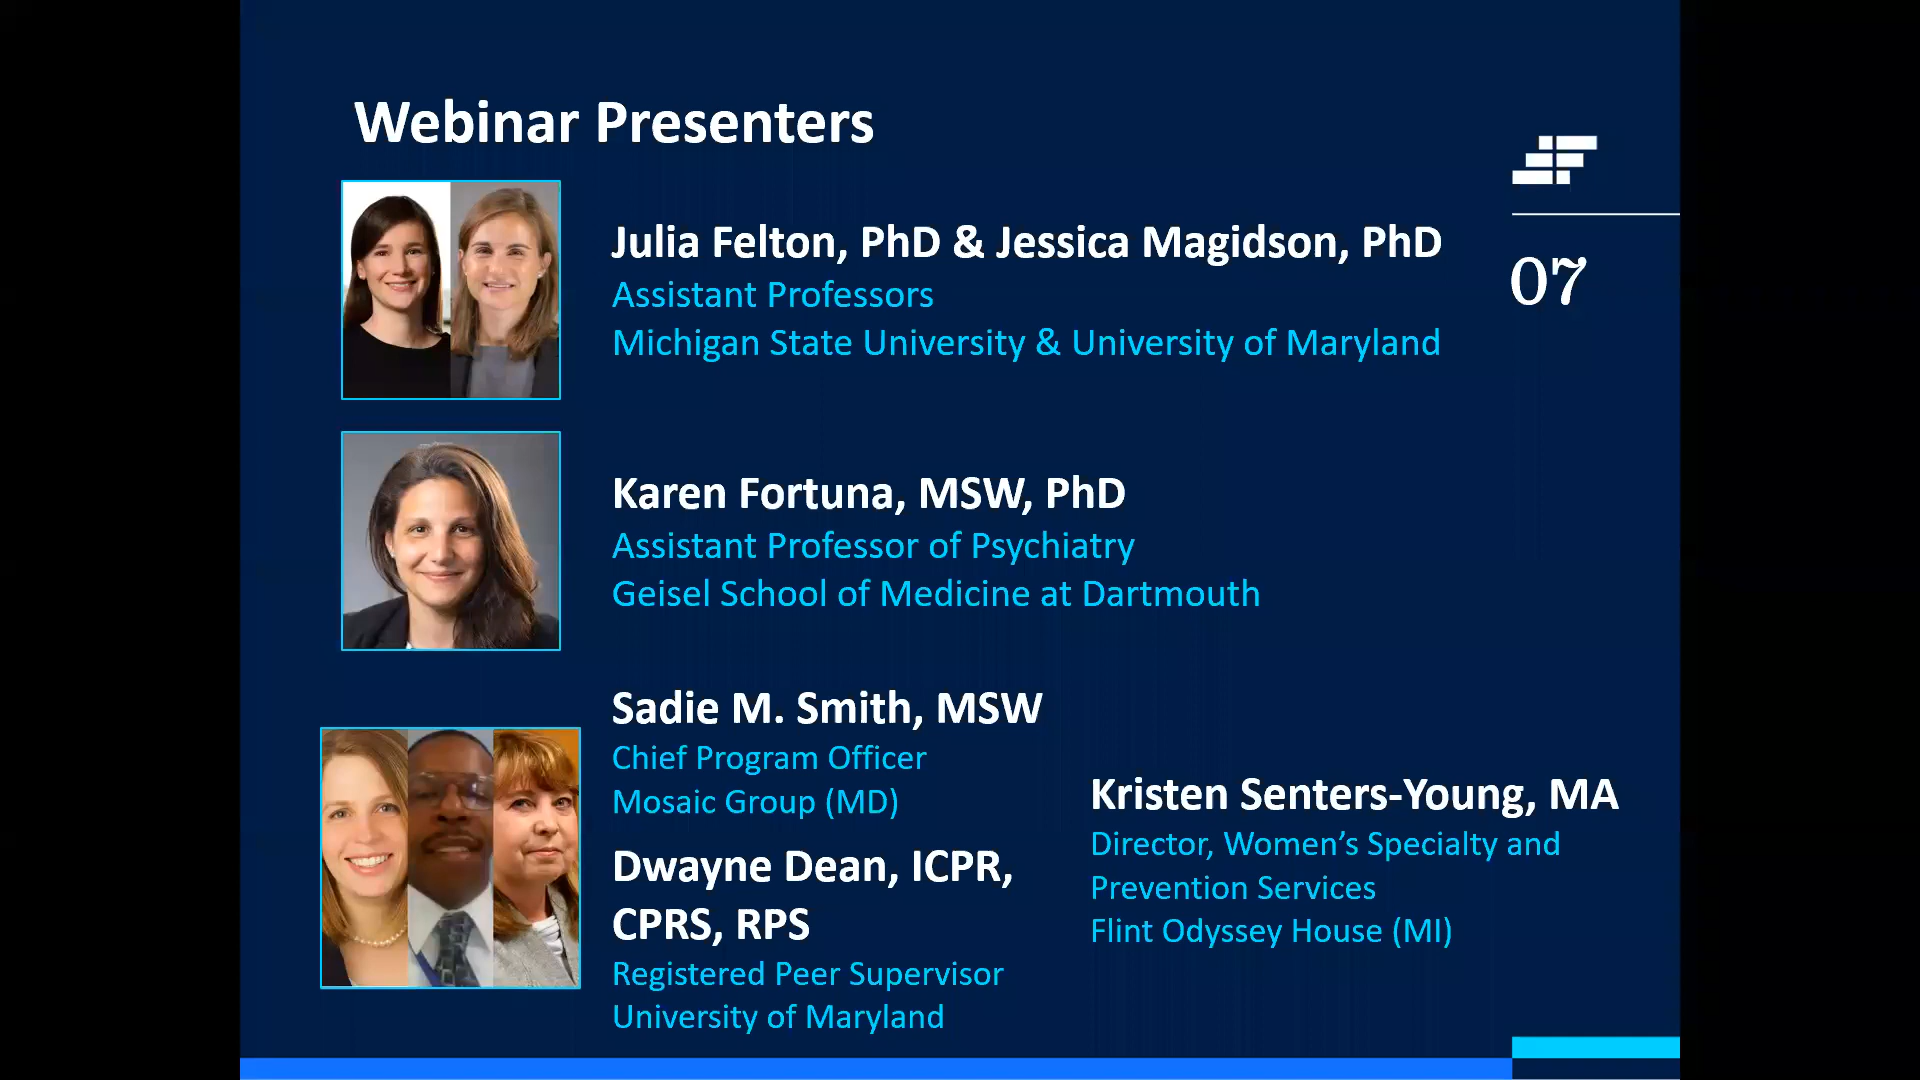 Webinar Presenters
07
Julia Felton, PhD & Jessica Magidson, PhD
Assistant Professors
Michigan State University & University of Maryland
Karen Fortuna, MSW, PhD
Assistant Professor of Psychiatry
Geisel School of Medicine at Dartmouth
Sadie M. Smith, MSW
Chief Program Officer
Mosaic Group (MD)
Dwayne Dean, ICPR,
CPRS, RPS
Registered Peer Supervisor
University of Maryland
Kristen Senters-Young, MA
Director, Women’s Specialty and
Prevention Services
Flint Odyssey House (MI)